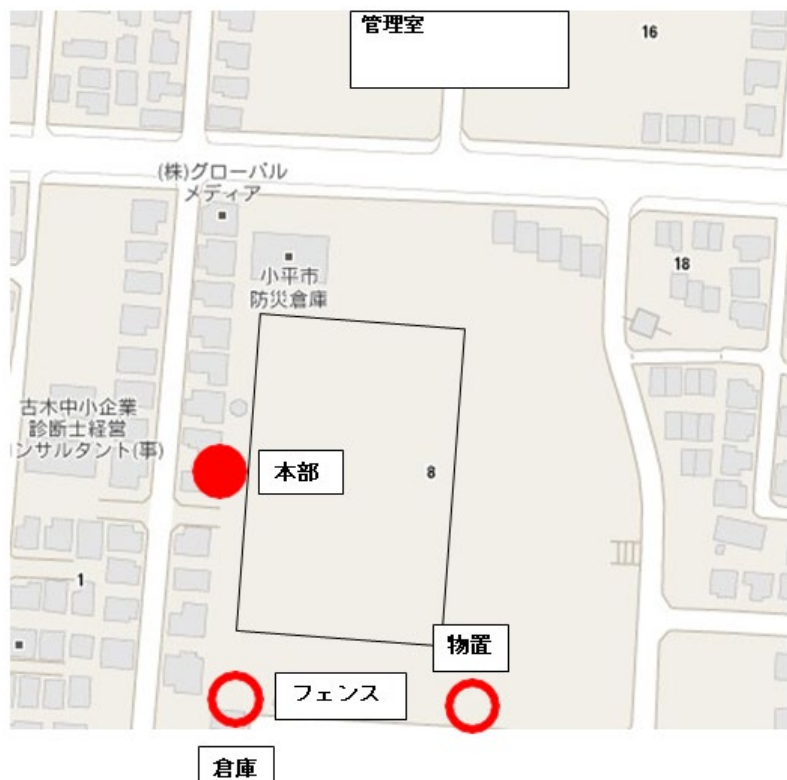 管理室
16
(株)グローバル
メディア
小平市
防災倉庫
18
古木中小企業
診断士経営
ンサルタント(事)
本部
8
1
物置
フェンス
倉庫